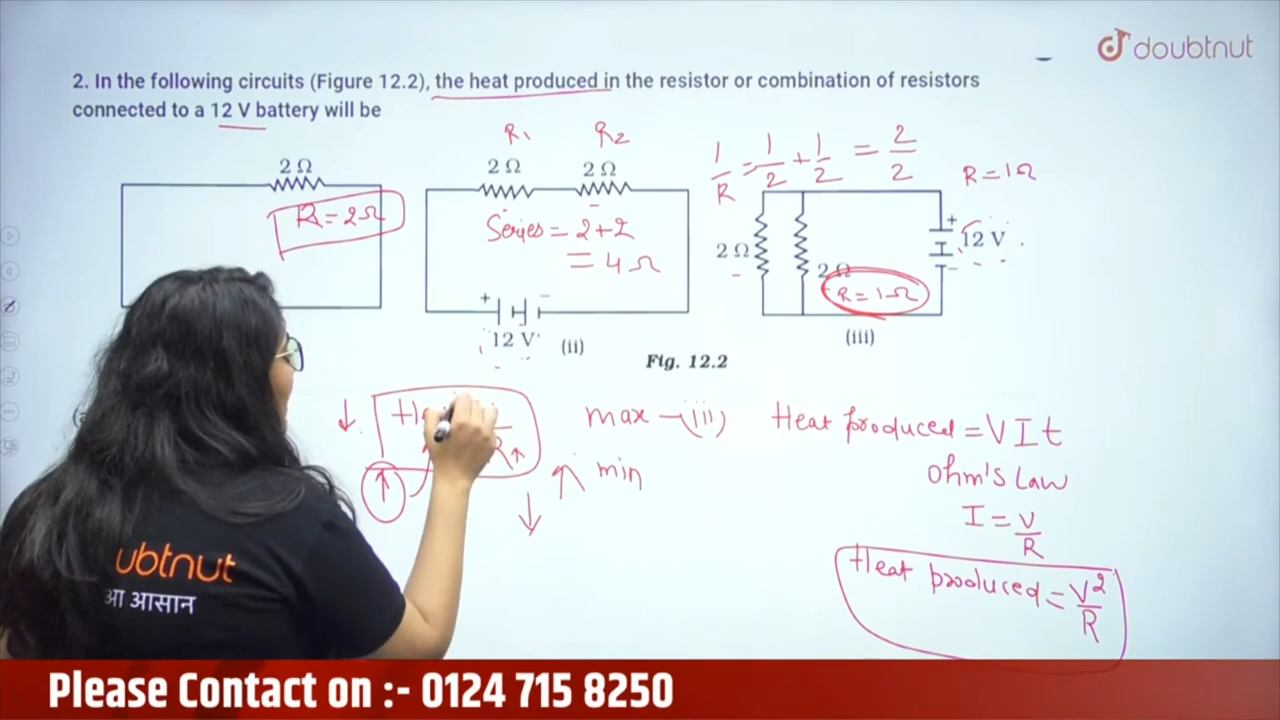 doubtnut
2. In the following circuits (Figure 12.2), the heat produced in the resistor or combination of resistors
connected to a 12 V battery will be
R1 R2
2 Ω
2 Ω 2 Ω
1/R = 1/2 + 1/2 = 2/2
R = 1Ω
R = 2Ω
Series = 2+2
= 4Ω
2 Ω
2 Ω
R = 1Ω
+
12 V
−
(iii)
+ −
12 V
(ii)
Fig. 12.2
↓
R↑
↑
max – (iii)
↑ min
↓
Heat produced = VIt
Ohm's Law
I = V/R
Heat produced = V²/R
ubtnut
आ आसान
Please Contact on :- 0124 715 8250